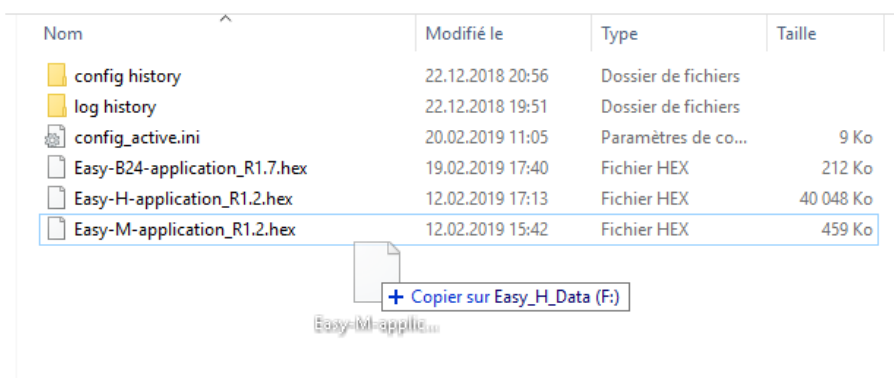 Nom Modifié le Type Taille
config history 22.12.2018 20:56 Dossier de fichiers
log history 22.12.2018 19:51 Dossier de fichiers
config_active.ini 20.02.2019 11:05 Paramètres de co... 9 Ko
Easy-B24-application_R1.7.hex 19.02.2019 17:40 Fichier HEX 212 Ko
Easy-H-application_R1.2.hex 12.02.2019 17:13 Fichier HEX 40 048 Ko
Easy-M-application_R1.2.hex 12.02.2019 15:42 Fichier HEX 459 Ko
+ Copier sur Easy_H_Data (F:)
Easy-M-applic...